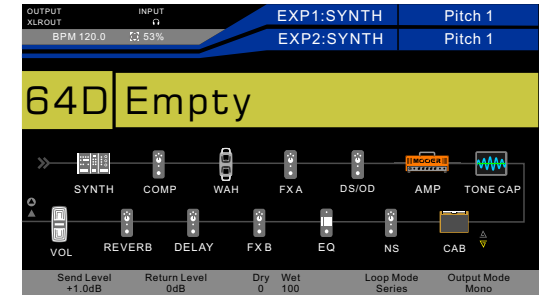 OUTPUT INPUT EXP1:SYNTH Pitch 1
XLROUT
BPM 120.0 53% EXP2:SYNTH Pitch 1
64D Empty
MOOER
SYNTH COMP WAH FX A DS/OD AMP TONE CAP
VOL REVERB DELAY FX B EQ NS CAB
Send Level Return Level Dry Wet Loop Mode Output Mode
+1.0dB 0dB 0 100 Series Mono